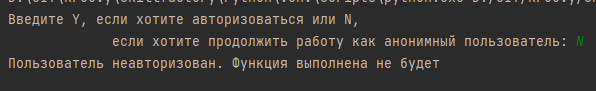 Введите Y, если хотите авторизоваться или N,
если хотите продолжить работу как анонимный пользователь: N
Пользователь неавторизован. Функция выполнена не будет